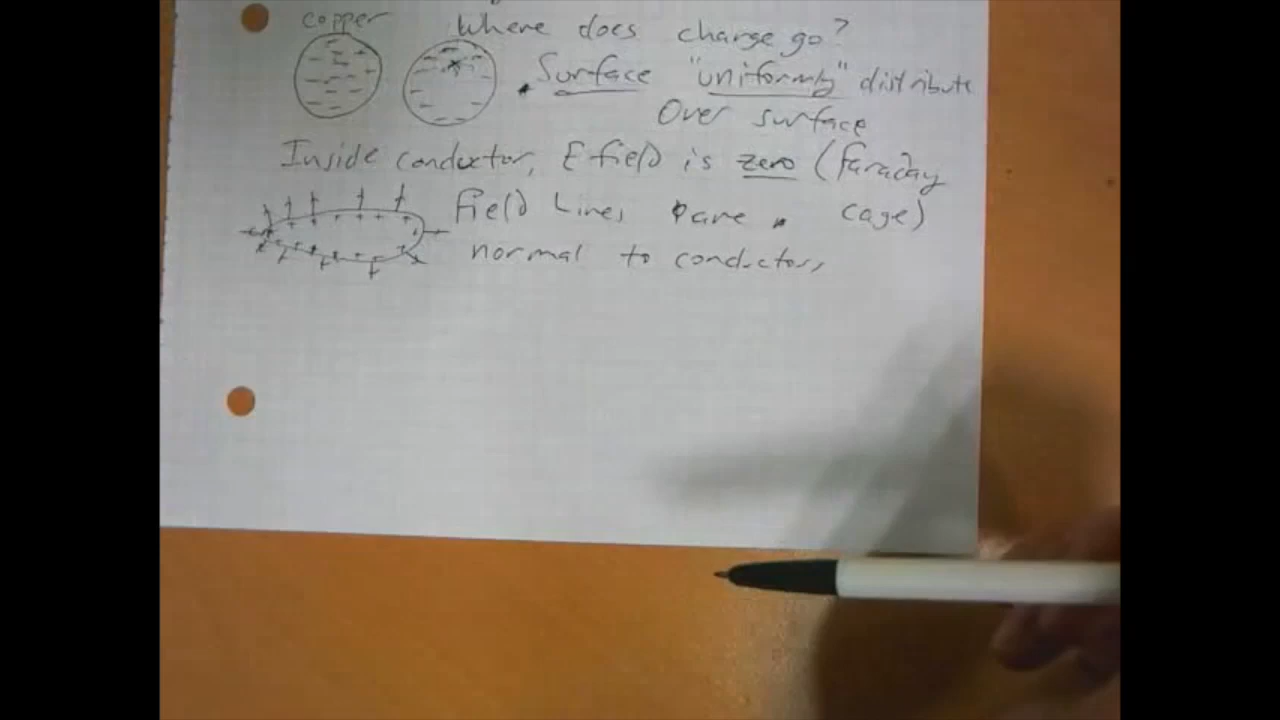 copper Where does charge go?
Surface "uniformly" distribute
Over surface
Inside conductor, E field is zero (Faraday
Field Lines are cage)
normal to conductors